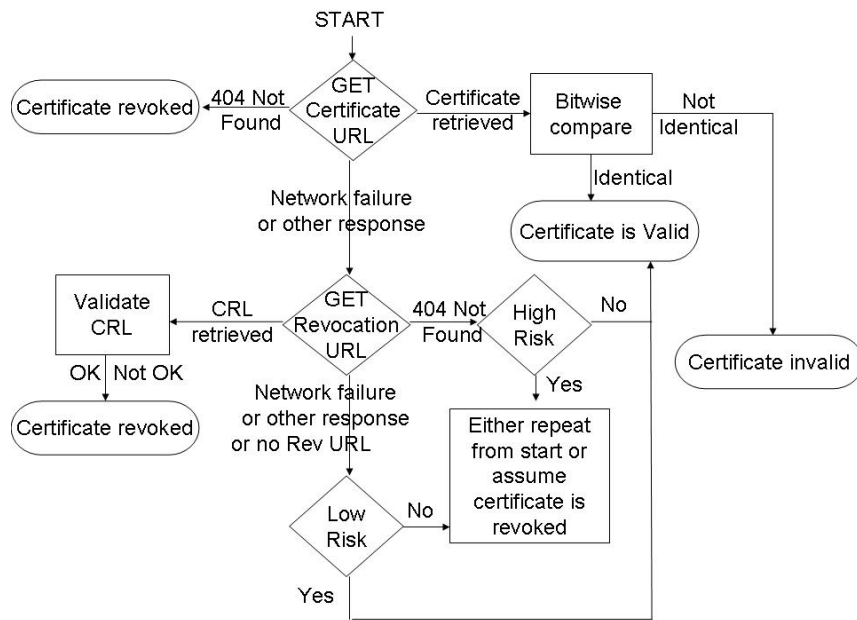 START
GET
Certificate
URL
404 Not
Found
Certificate revoked
Certificate
retrieved
Bitwise
compare
Not
Identical
Identical
Network failure
or other response
Certificate is Valid
Validate
CRL
CRL
retrieved
GET
Revocation
URL
404 Not
Found
High
Risk
No
Certificate invalid
OK
Not OK
Yes
Network failure
or other response
or no Rev URL
Certificate revoked
Either repeat
from start or
assume
certificate is
revoked
Low
Risk
No
Yes